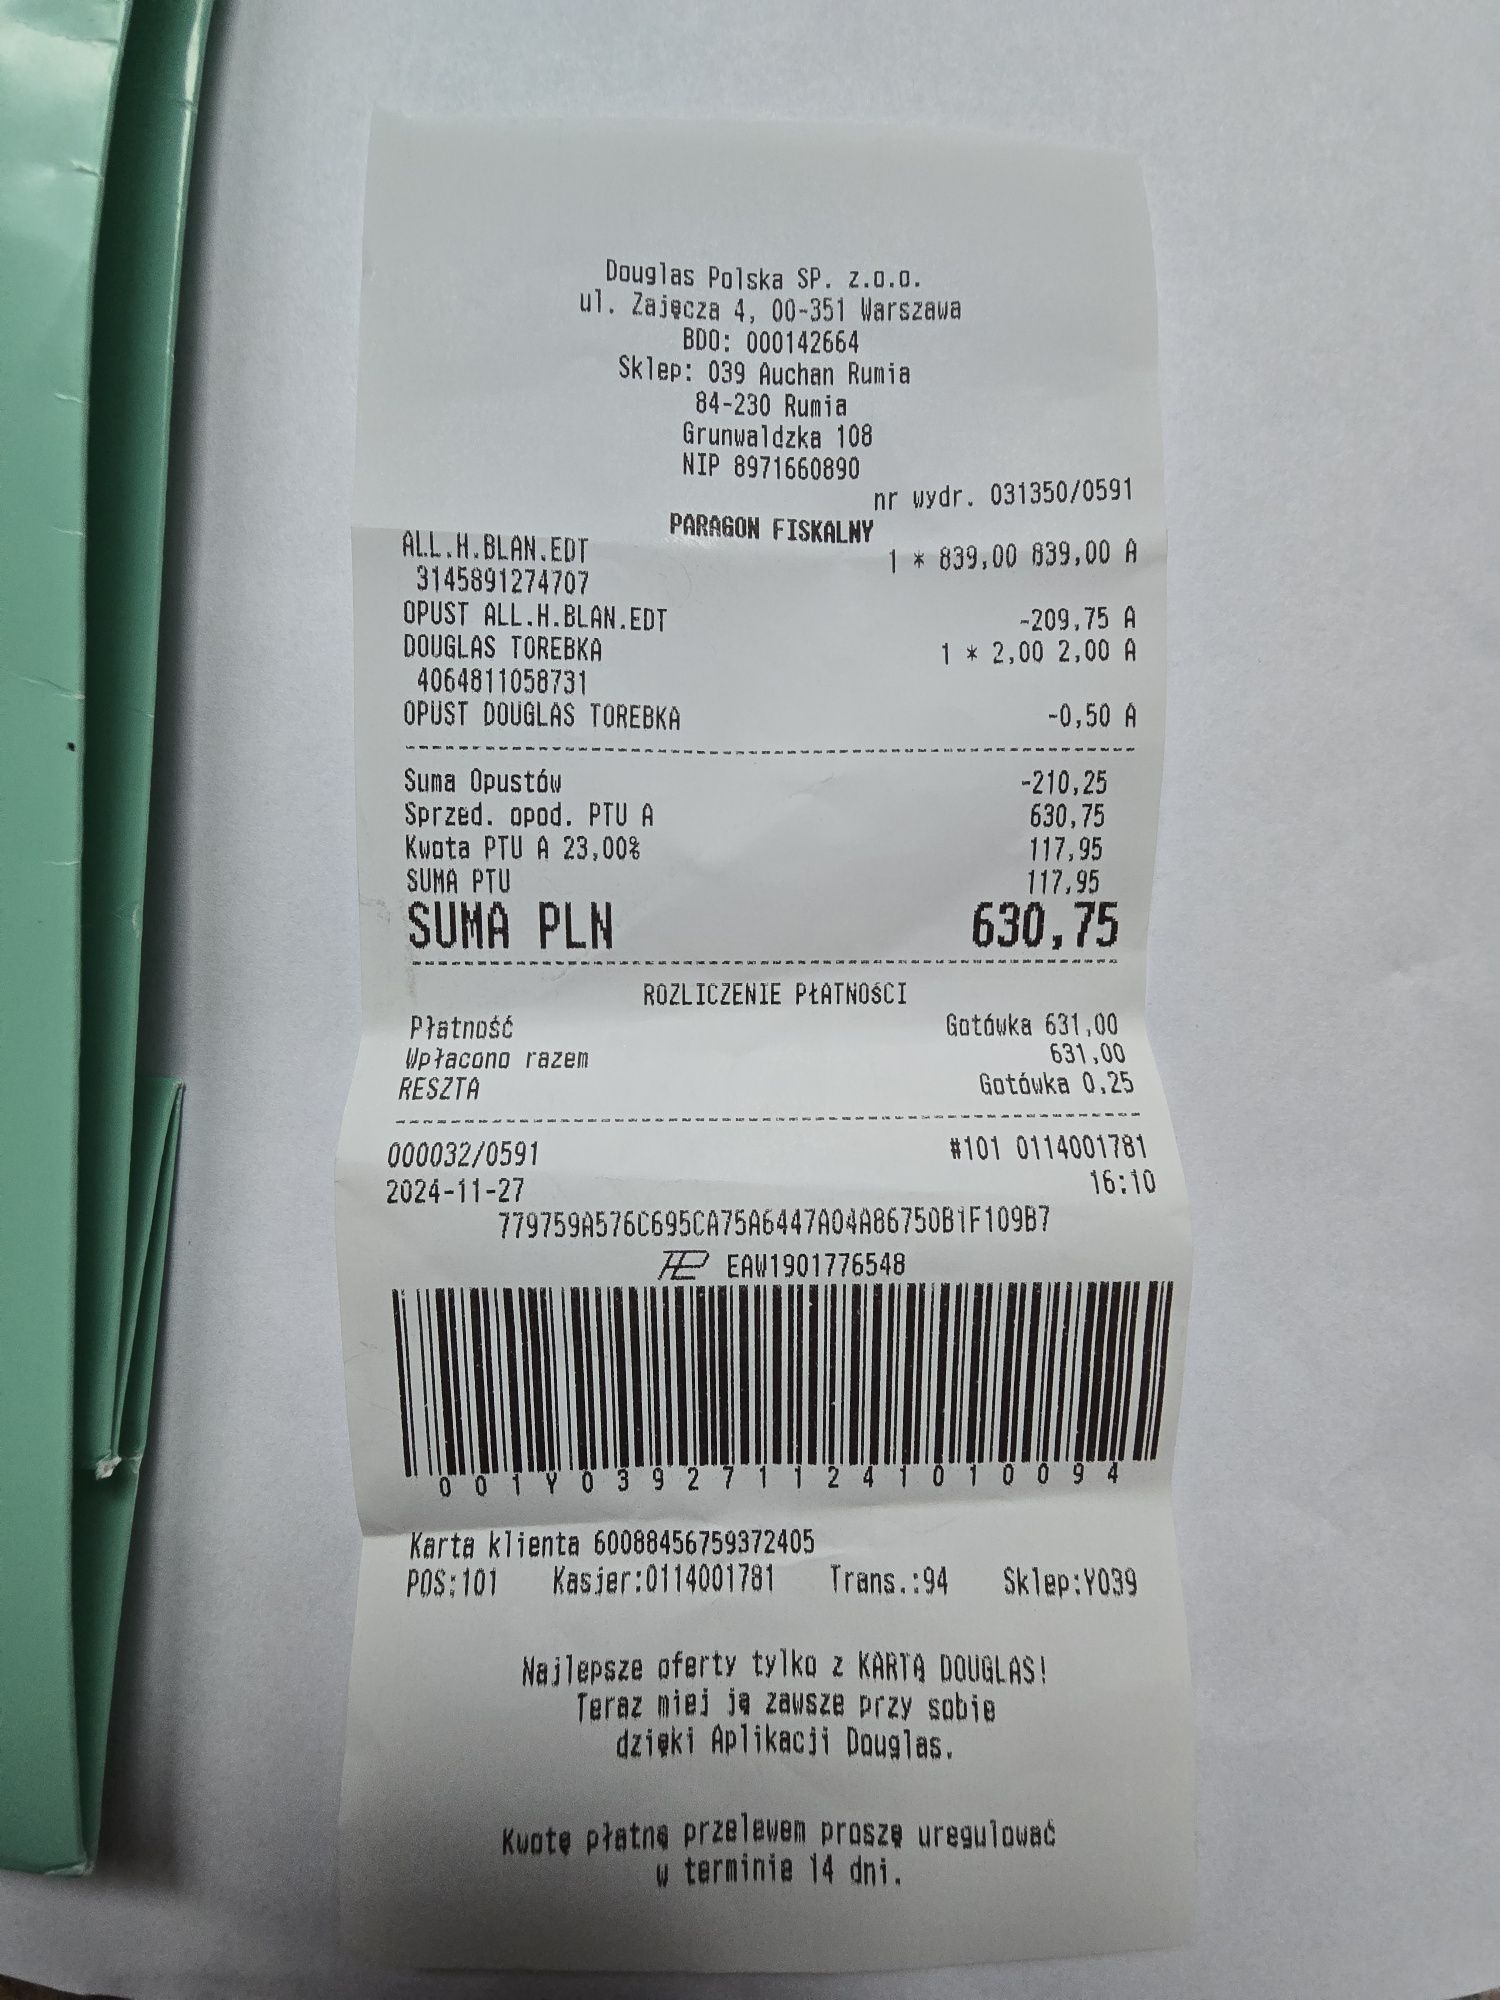 Douglas Polska SP. z.o.o.
ul. Zajęcza 4, 00-351 Warszawa
BDO: 000142664
Sklep: 039 Auchan Rumia
84-230 Rumia
Grunwaldzka 108
NIP 8971660890
nr wydr. 031350/0591
PARAGON FISKALNY
ALL.H.BLAN.EDT 1 * 839,00 839,00 A
3145891274707
OPUST ALL.H.BLAN.EDT -209,75 A
DOUGLAS TOREBKA 1 * 2,00 2,00 A
4064811058731
OPUST DOUGLAS TOREBKA -0,50 A
Suma Opustów -210,25
Sprzed. opod. PTU A 630,75
Kwota PTU A 23,00% 117,95
SUMA PTU 117,95
SUMA PLN 630,75
ROZLICZENIE PŁATNOŚCI
Płatność Gotówka 631,00
Wpłacono razem 631,00
RESZTA Gotówka 0,25
000032/0591 #101 0114001781
2024-11-27 16:10
779759A576C695CA75A6447A04A86750B1F109B7
EAW1901776548
001Y0392711241010094
Karta klienta 60088456759372405
POS:101 Kasjer:0114001781 Trans.:94 Sklep:Y039
Najlepsze oferty tylko z KARTĄ DOUGLAS!
Teraz miej ją zawsze przy sobie
dzięki Aplikacji Douglas.
Kwotę płatną przelewem proszę uregulować
w terminie 14 dni.